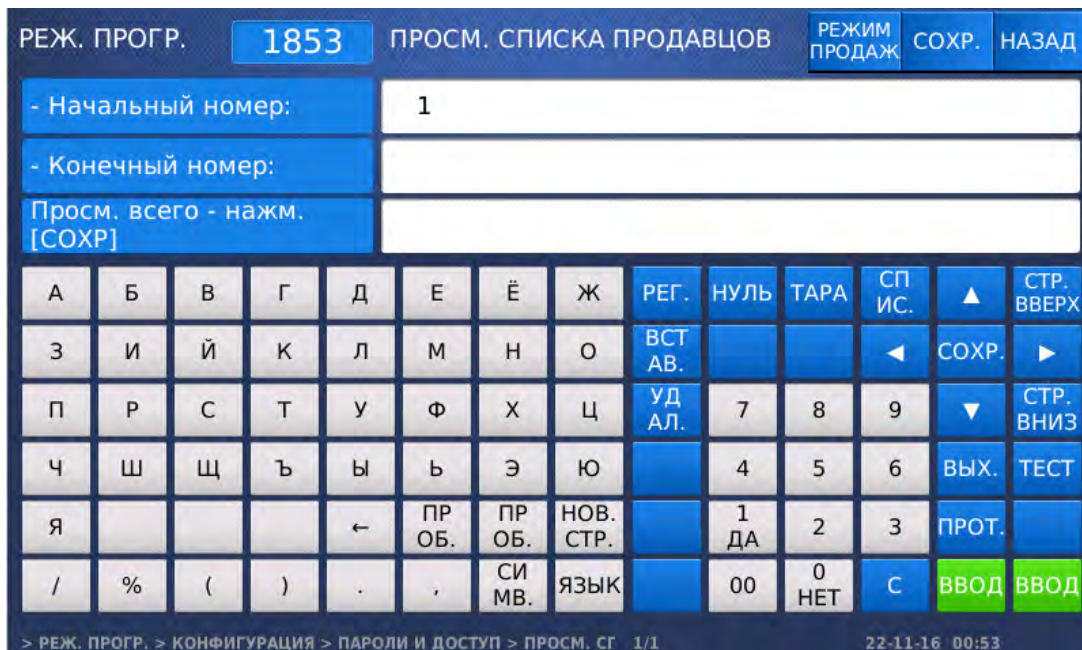 РЕЖ. ПРОГР. 1853 ПРОСМ. СПИСКА ПРОДАВЦОВ РЕЖИМ ПРОДАЖ СОХР. НАЗАД
- Начальный номер: 1
- Конечный номер:
Просм. всего - нажм.
[СОХР]
А Б В Г Д Е Ё Ж РЕГ. НУЛЬ ТАРА СП ИС. ▲ СТР. ВВЕРХ
З И Й К Л М Н О ВСТ АВ. ◀ СОХР. ▶
П Р С Т У Ф Х Ц УД АЛ. 7 8 9 ▼ СТР. ВНИЗ
Ч Ш Щ Ъ Ы Ь Э Ю 4 5 6 ВЫХ. ТЕСТ
Я ← ПР ОБ. ПР ОБ. НОВ. СТР. 1 ДА 2 3 ПРОТ.
/ % ( ) . , СИ МВ. ЯЗЫК 00 0 НЕТ С ВВОД ВВОД
> РЕЖ. ПРОГР. > КОНФИГУРАЦИЯ > ПАРОЛИ И ДОСТУП > ПРОСМ. СГ 1/1 22-11-16 00:53